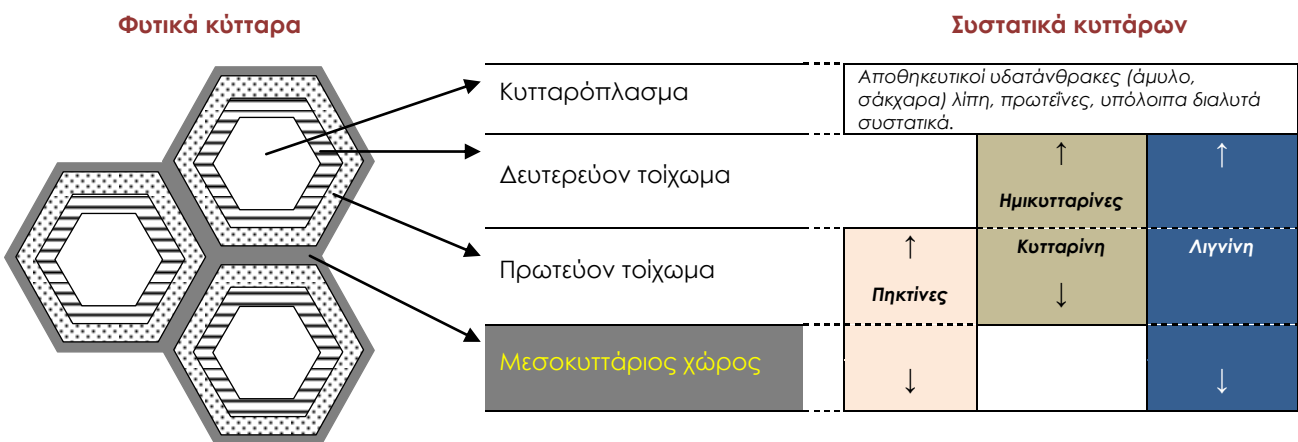 Φυτικά κύτταρα
Συστατικά κυττάρων
Κυτταρόπλασμα
Αποθηκευτικοί υδατάνθρακες (άμυλο,
σάκχαρα) λίπη, πρωτεΐνες, υπόλοιπα διαλυτά
συστατικά.
Δευτερεύον τοίχωμα
↑
↑
Ημικυτταρίνες
Πρωτεύον τοίχωμα
↑
Κυτταρίνη
Λιγνίνη
Πηκτίνες
↓
Μεσοκυττάριος χώρος
↓
↓